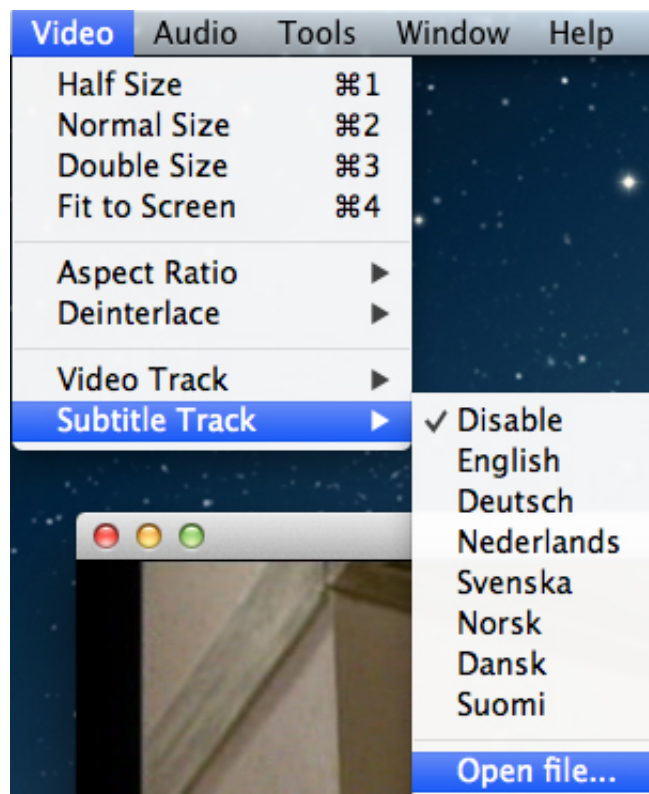 Video Audio Tools Window Help
Half Size ⌘1
Normal Size ⌘2
Double Size ⌘3
Fit to Screen ⌘4
Aspect Ratio ▶
Deinterlace ▶
Video Track ▶
Subtitle Track ▶
✓ Disable
English
Deutsch
Nederlands
Svenska
Norsk
Dansk
Suomi
Open file...